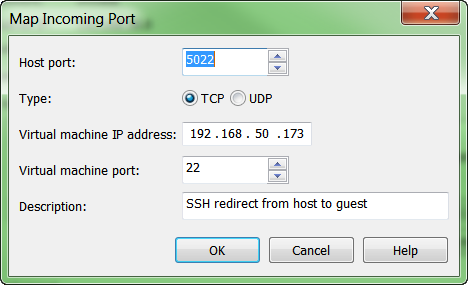 Map Incoming Port
Host port: 5022
Type: TCP UDP
Virtual machine IP address: 192 .168 . 50 .173
Virtual machine port: 22
Description: SSH redirect from host to guest
OK Cancel Help